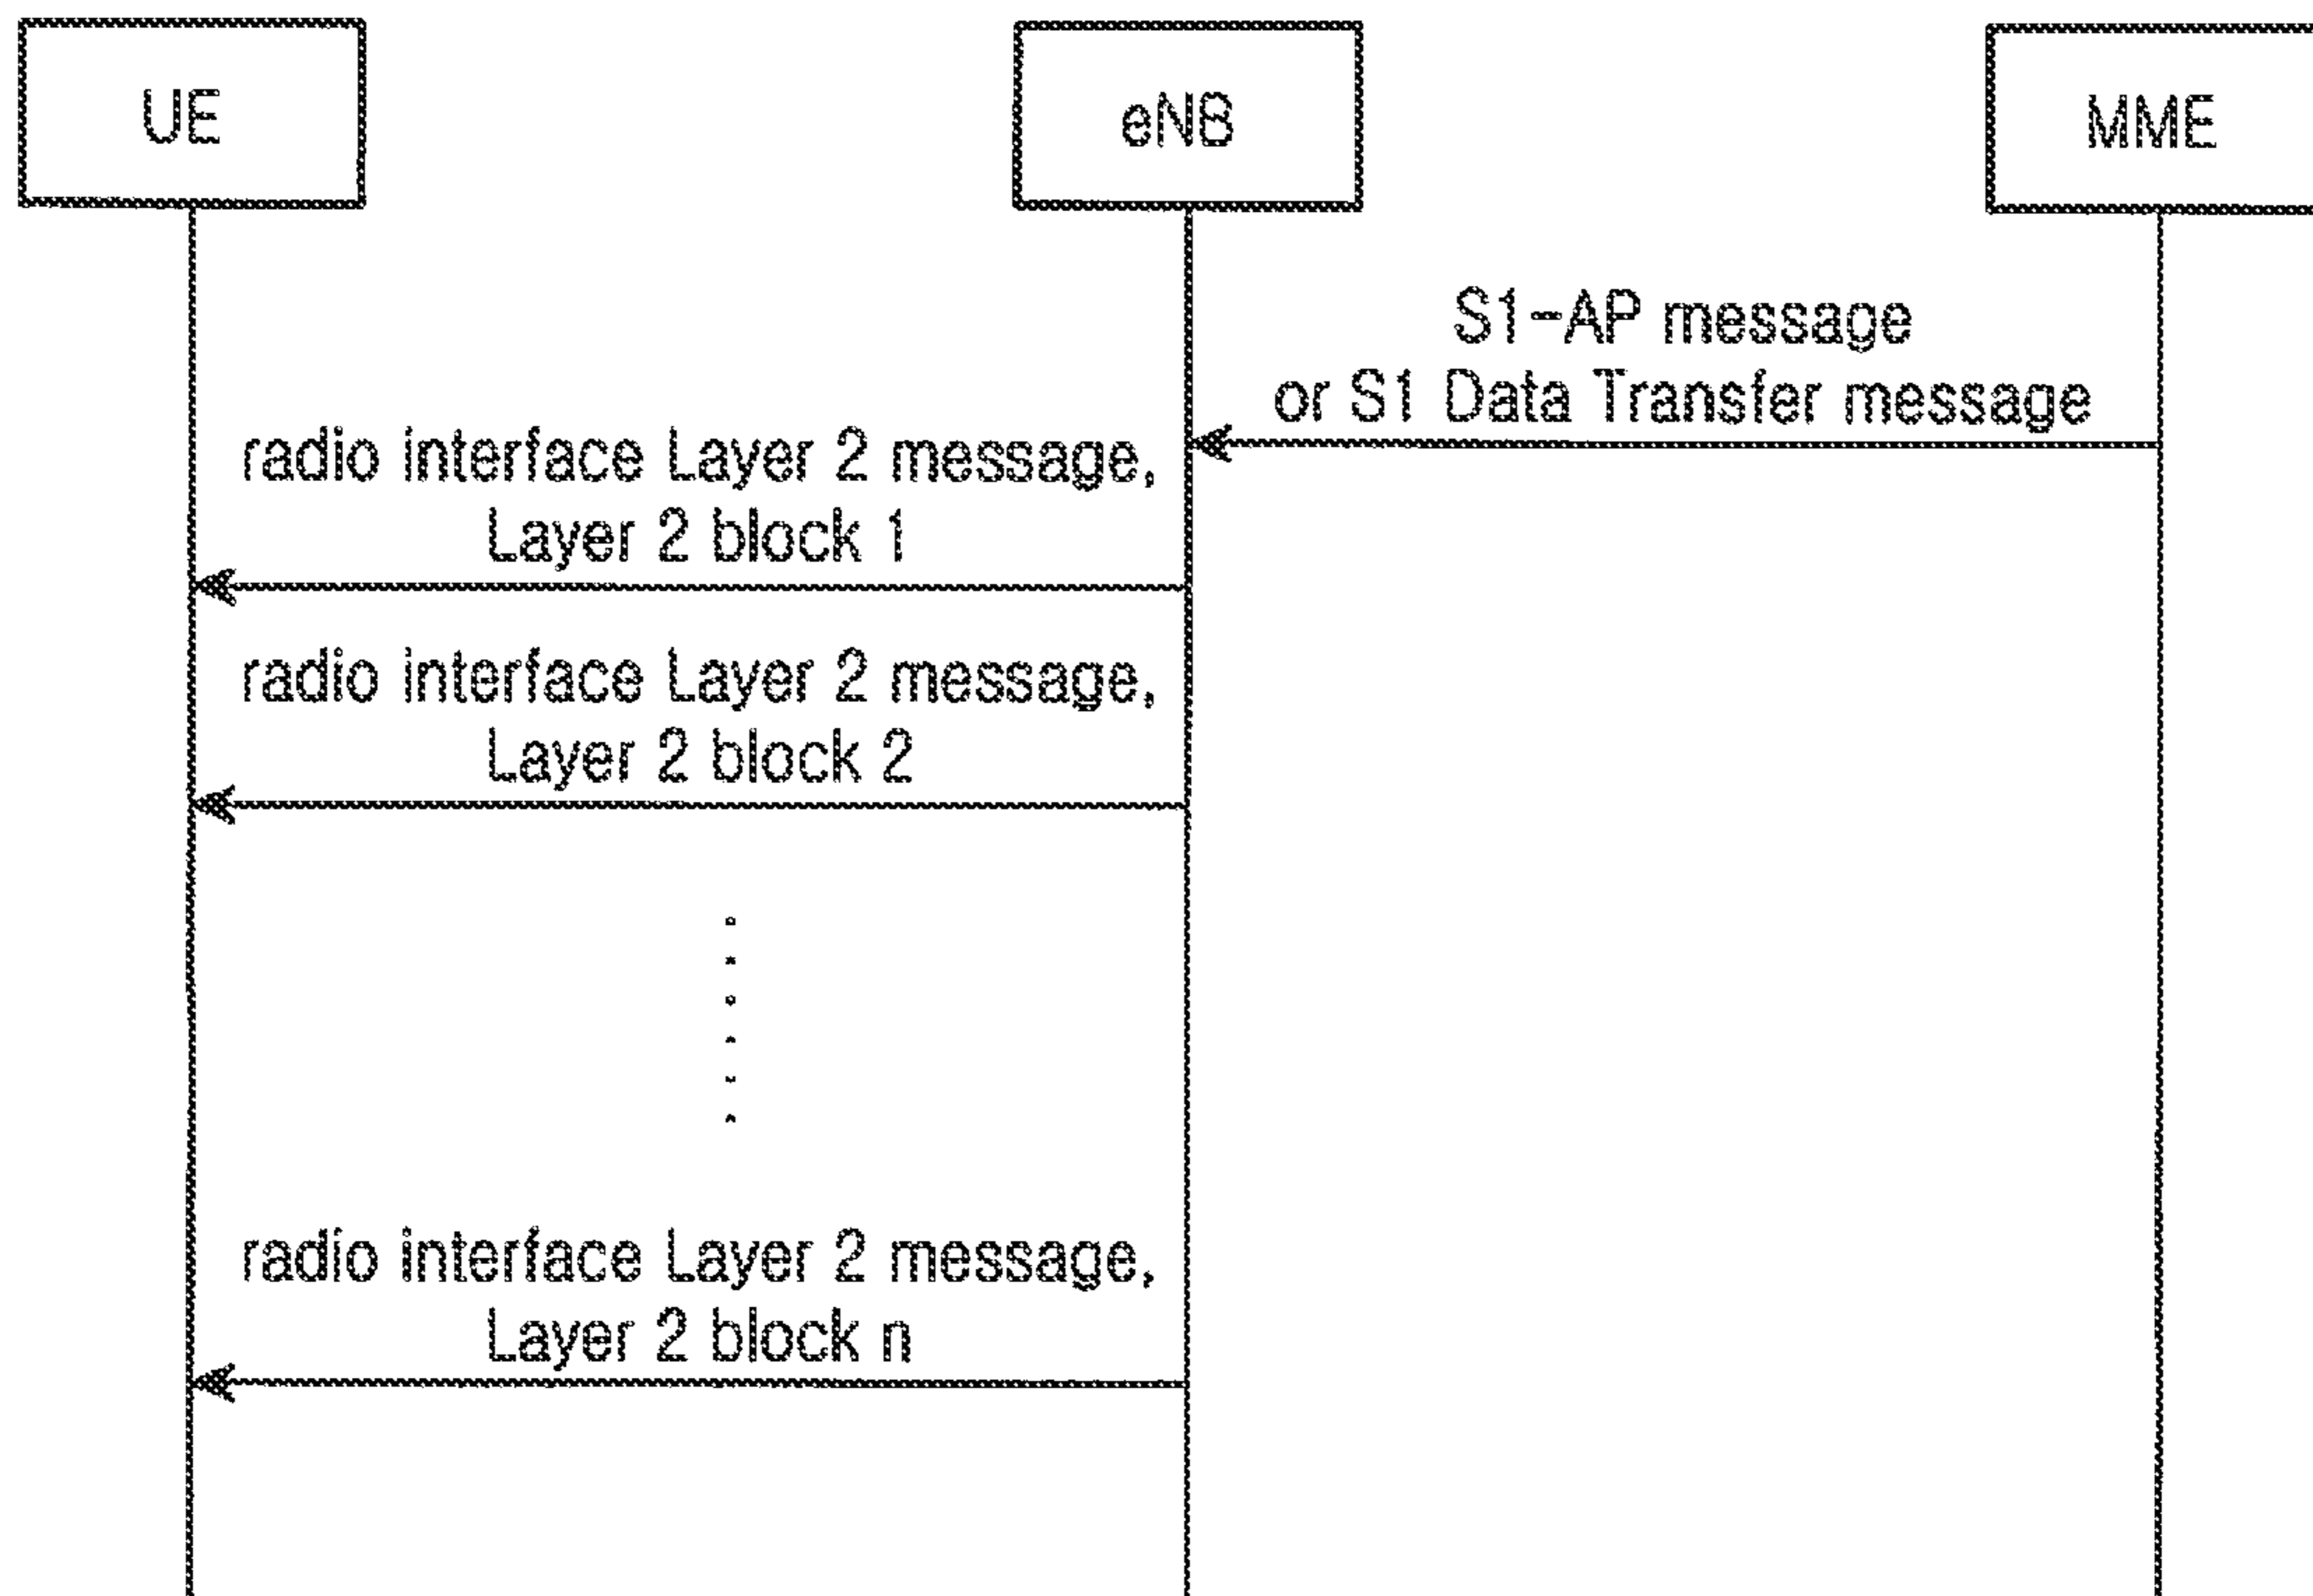 UE
eNB
MME
S1-AP message
or S1 Data Transfer message
radio interface Layer 2 message,
Layer 2 block 1
radio interface Layer 2 message,
Layer 2 block 2
radio interface Layer 2 message,
Layer 2 block n